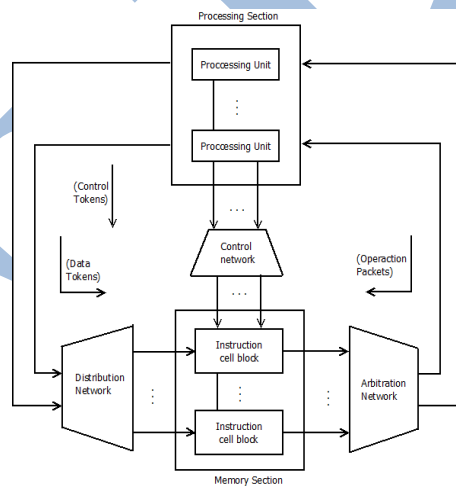 Processing Section
Proccessing Unit
Proccessing Unit
(Control
Tokens)
Control
network
(Data
Tokens)
(Operaction
Packets)
Instruction
cell block
Distribution
Network
Arbitration
Network
Instruction
cell block
Memory Section